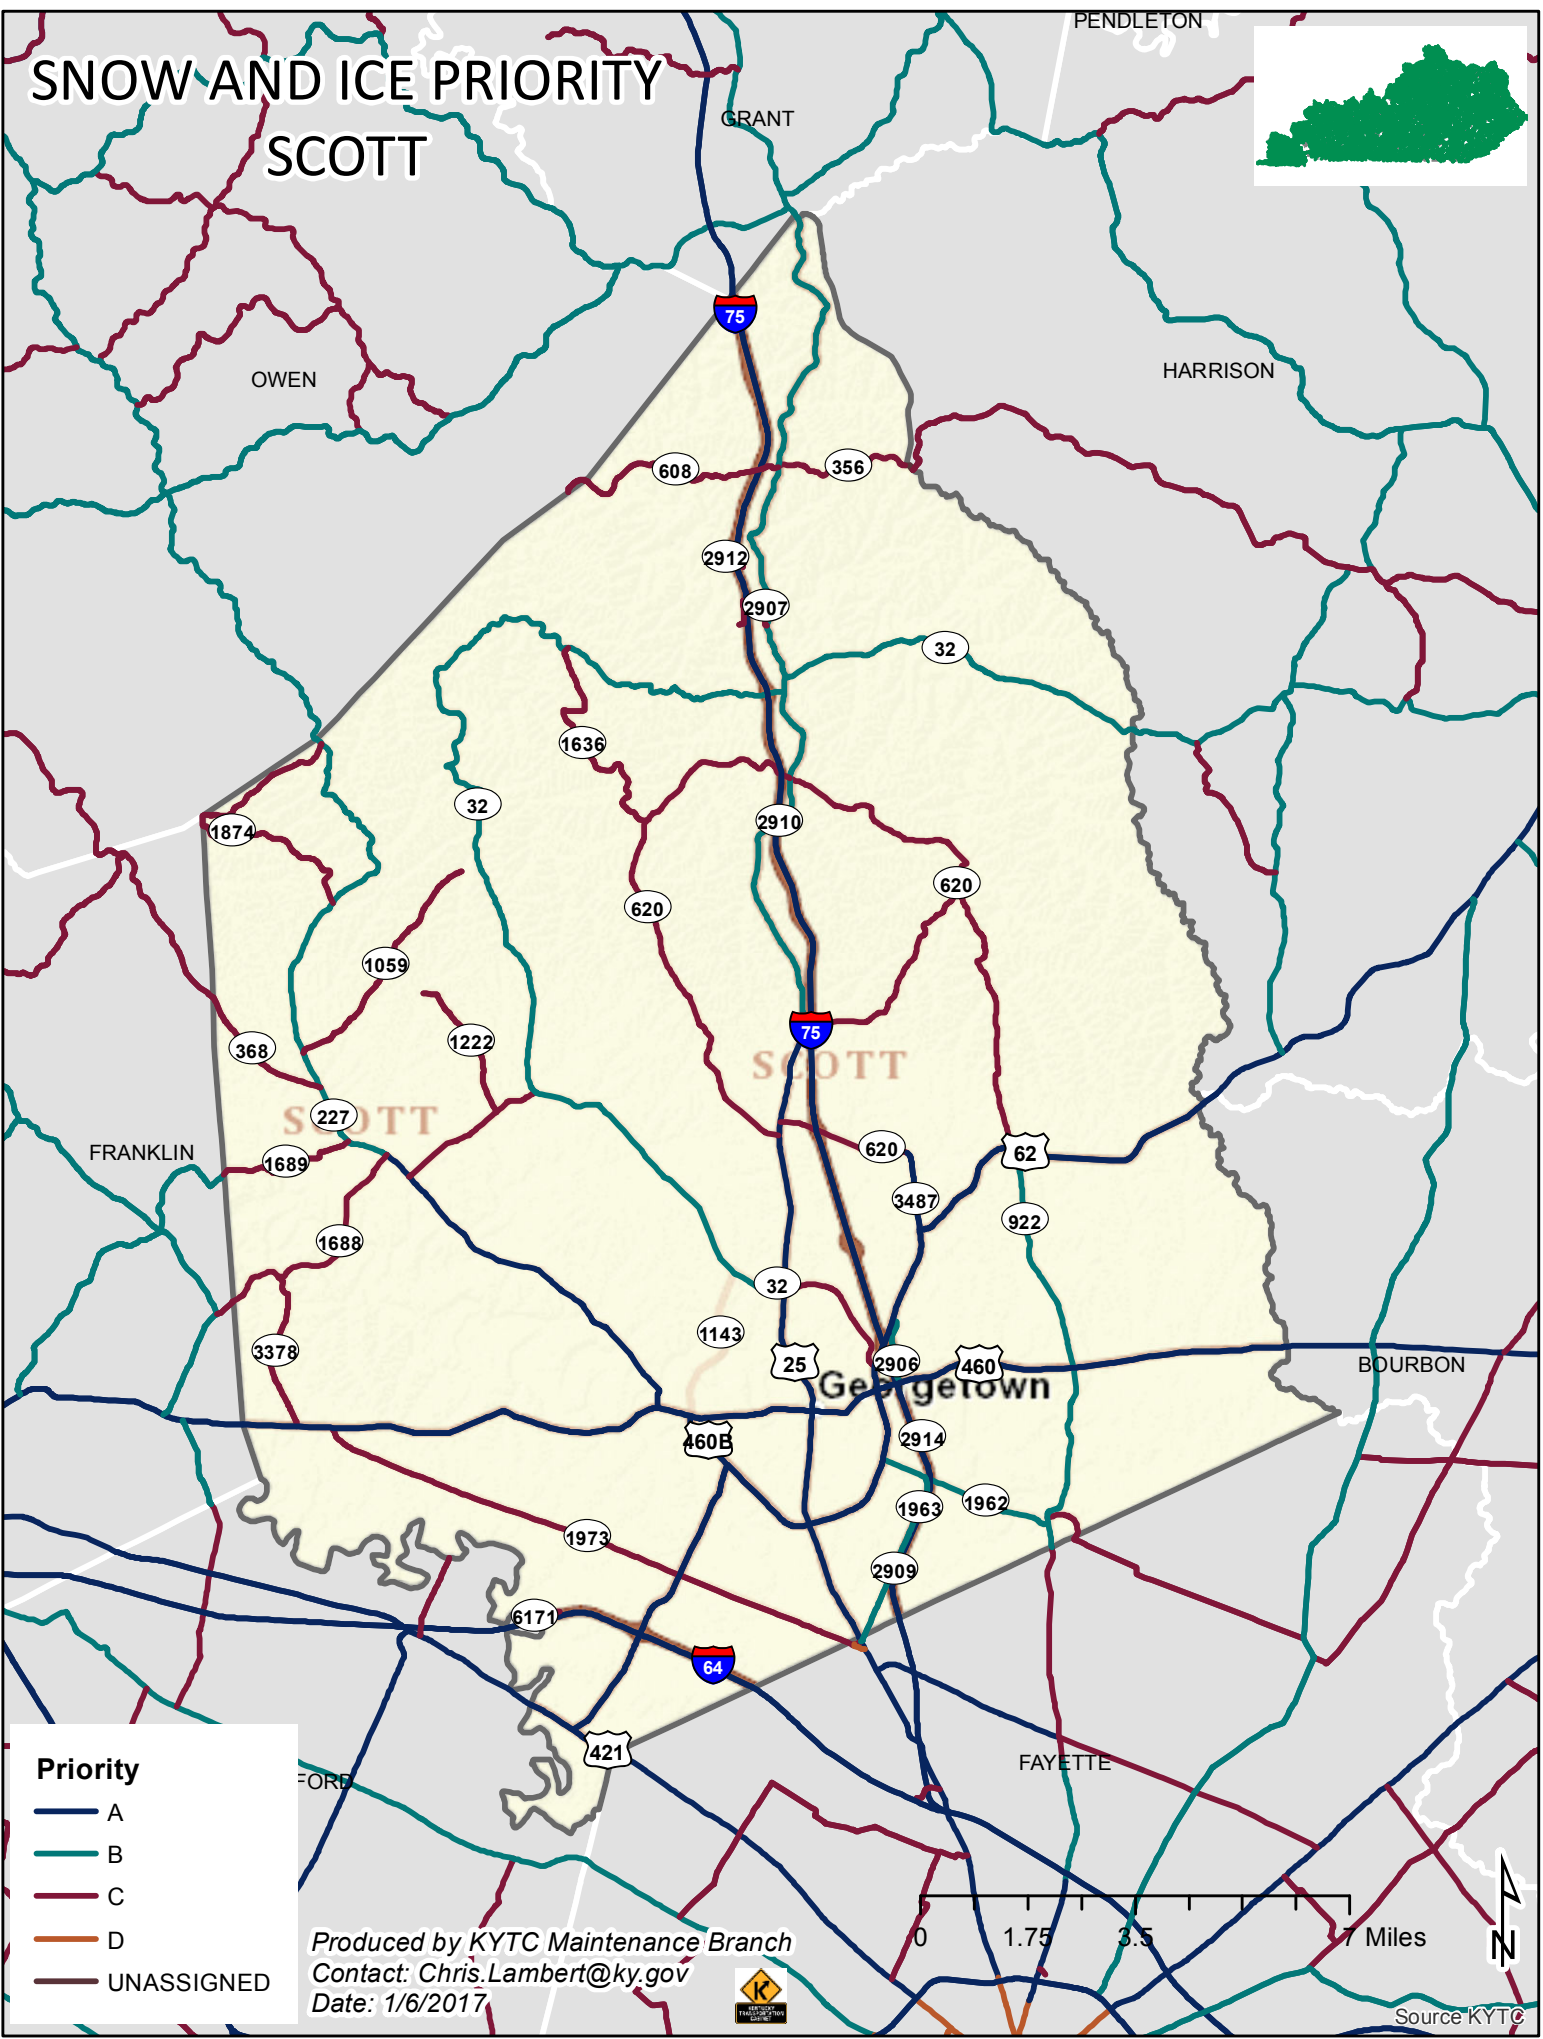 SNOW AND ICE PRIORITY
SCOTT
PENDLETON
GRANT
75
OWEN
HARRISON
608
356
2912
2907
32
1636
32
1874
2910
620
620
1059
75
368
1222
SCOTT
SCOTT
227
FRANKLIN
1689
620
62
3487
922
1688
32
1143
3378
25
2906
460
BOURBON
Georgetown
460B
2914
1963
1962
1973
2909
6171
64
421
FAYETTE
FORD
Priority
A
B
C
D
UNASSIGNED
0
1.75
3.5
7 Miles
N
Produced by KYTC Maintenance Branch
Contact: Chris.Lambert@ky.gov
Date: 1/6/2017
KENTUCKY
TRANSPORTATION
CABINET
Source KYTC